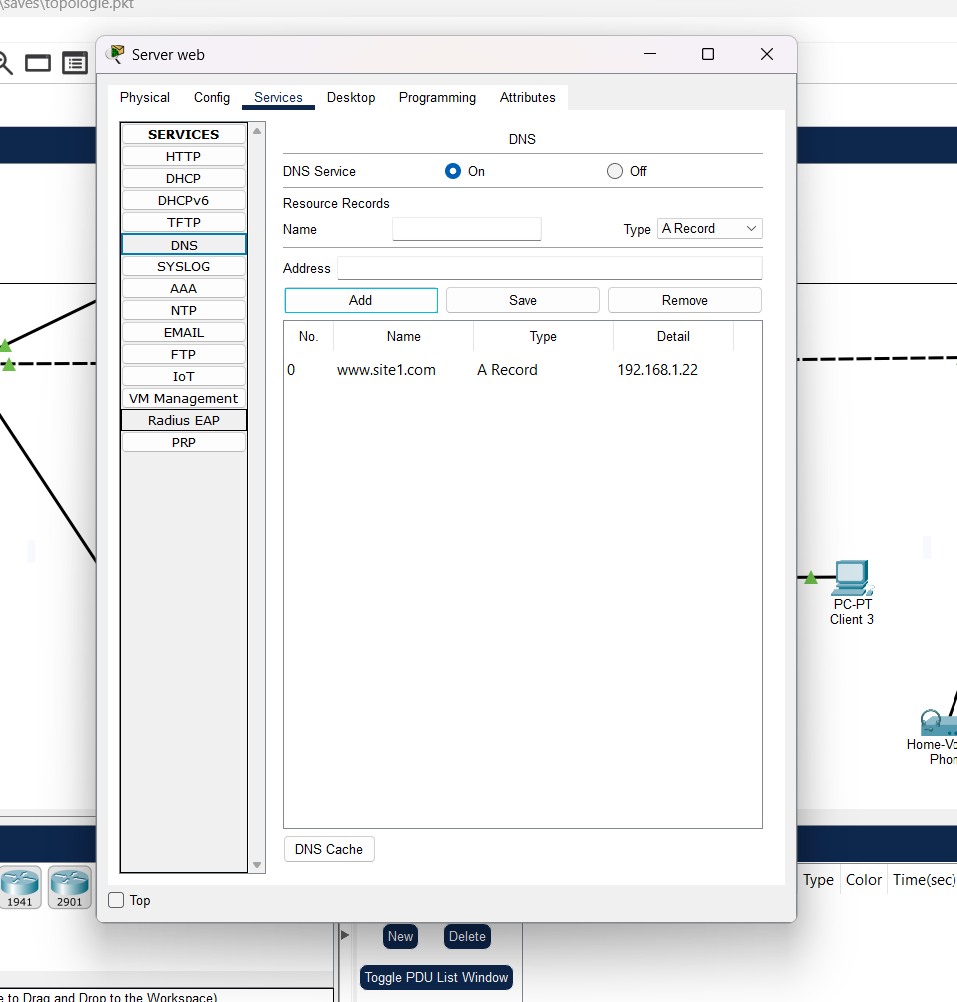 \saves\topologie.pkt
Server web
Physical Config Services Desktop Programming Attributes
SERVICES
HTTP
DHCP
DHCPv6
TFTP
DNS
SYSLOG
AAA
NTP
EMAIL
FTP
IoT
VM Management
Radius EAP
PRP
DNS
DNS Service On Off
Resource Records
Name Type A Record
Address
Add Save Remove
No. Name Type Detail
0 www.site1.com A Record 192.168.1.22
DNS Cache
Top
PC-PT
Client 3
1941
2901
Type Color Time(sec)
New Delete
Toggle PDU List Window
to Drag and Drop to the Workspace)